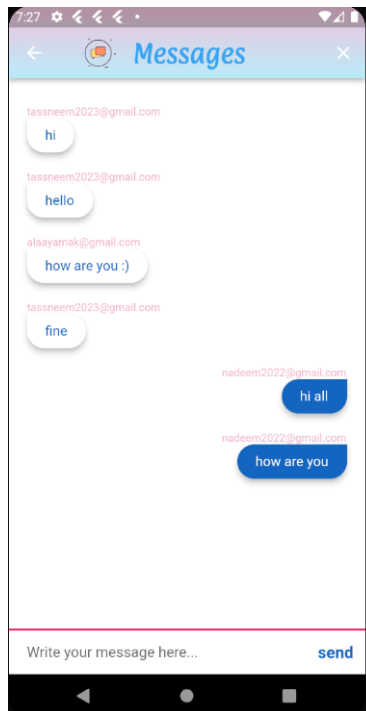 7:27
Messages
tassneem2023@gmail.com
hi
tassneem2023@gmail.com
hello
alaayamak@gmail.com
how are you :)
tassneem2023@gmail.com
fine
nadeem2022@gmail.com
hi all
nadeem2022@gmail.com
how are you
Write your message here... send